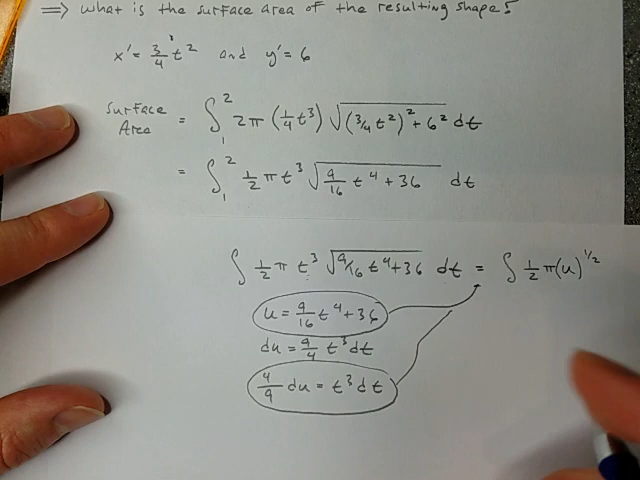 ⇒ what is the surface area of the resulting shape?
x' = 3/4 t² and y' = 6
Surface Area = ∫₁² 2π (1/4 t³) √((3/4 t²)² + 6²) dt
= ∫₁² 1/2 π t³ √(9/16 t⁴ + 36) dt
∫ 1/2 π t³ √(9/16 t⁴ + 36) dt = ∫ 1/2 π (u)^1/2
u = 9/16 t⁴ + 36
du = 9/4 t³ dt
4/9 du = t³ dt